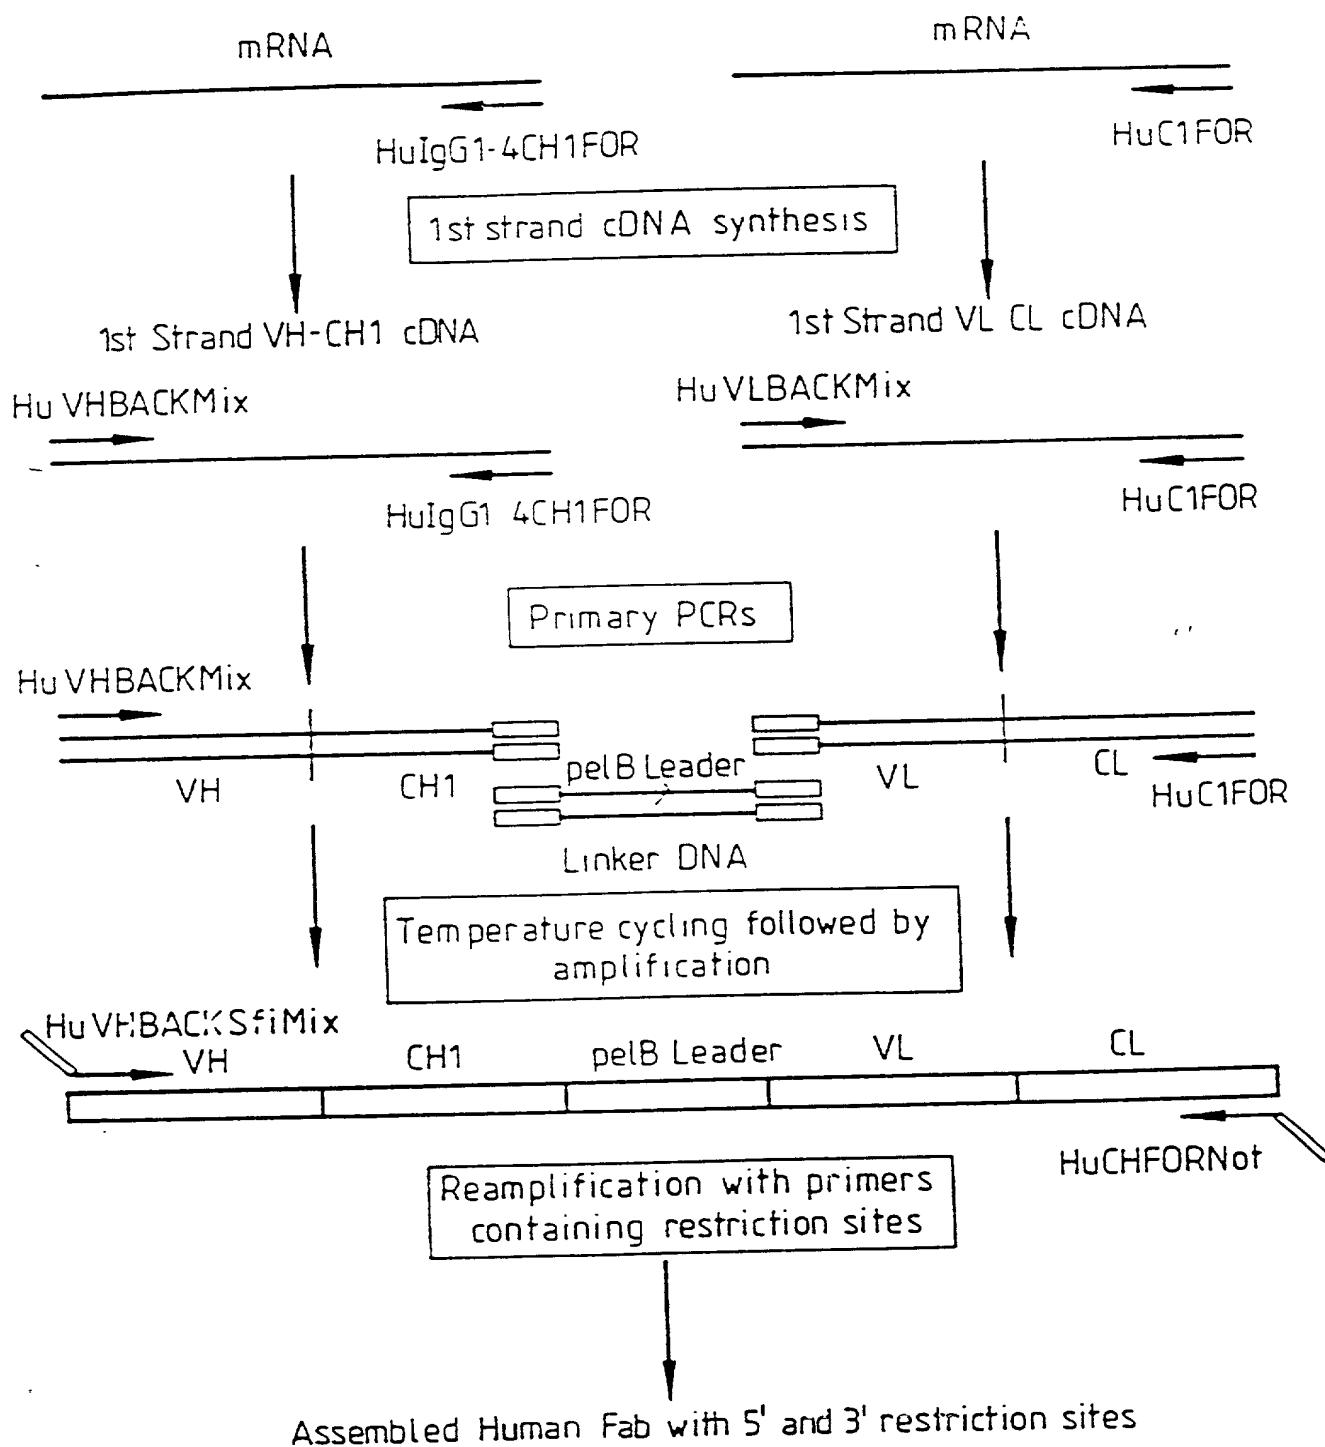 mRNA
mRNA
HuIgG1-4CH1FOR
HuC1FOR
1st strand cDNA synthesis
1st Strand VH-CH1 cDNA
1st Strand VL CL cDNA
Hu VHBACKMix
Hu VLBACKMix
HuIgG1 4CH1FOR
HuC1FOR
Primary PCRs
Hu VHBACKMix
VH
CH1
pelB Leader
VL
CL
HuC1FOR
Linker DNA
Temperature cycling followed by
amplification
Hu VHBACKSfiMix
VH
CH1
pelB Leader
VL
CL
HuCHFORNot
Reamplification with primers
containing restriction sites
Assembled Human Fab with 5' and 3' restriction sites